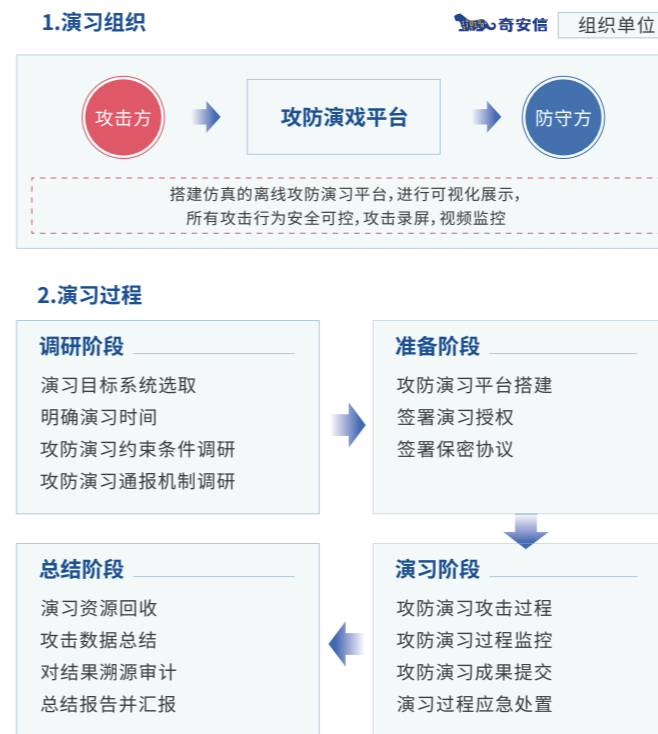 1.演习组织
奇安信 组织单位
攻击方
攻防演戏平台
防守方
搭建仿真的离线攻防演习平台,进行可视化展示,
所有攻击行为安全可控,攻击录屏,视频监控
2.演习过程
调研阶段
演习目标系统选取
明确演习时间
攻防演习约束条件调研
攻防演习通报机制调研
准备阶段
攻防演习平台搭建
签署演习授权
签署保密协议
演习阶段
攻防演习攻击过程
攻防演习过程监控
攻防演习成果提交
演习过程应急处置
总结阶段
演习资源回收
攻击数据总结
对结果溯源审计
总结报告并汇报